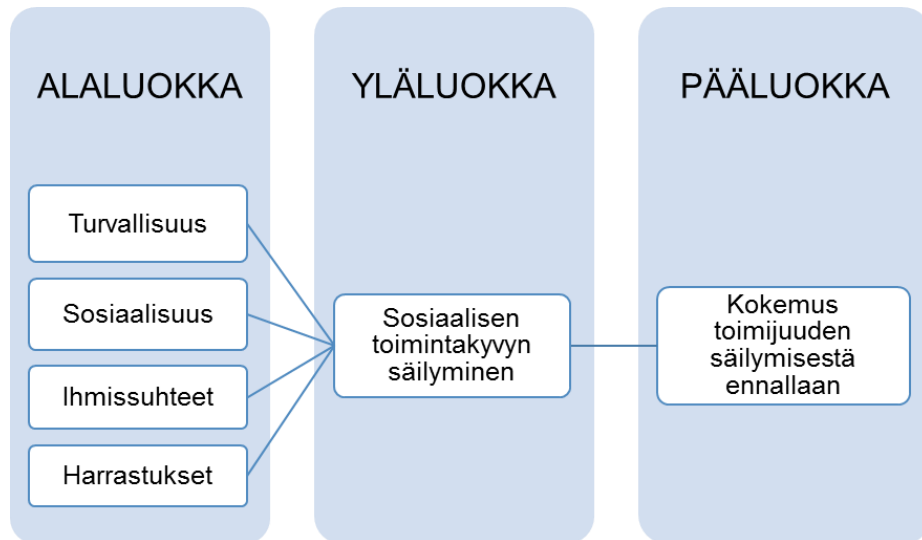 ALALUOKKA
Turvallisuus
Sosiaalisuus
Ihmissuhteet
Harrastukset
YLÄLUOKKA
Sosiaalisen
toimintakyvyn
säilyminen
PÄÄLUOKKA
Kokemus
toimijuuden
säilymisestä
ennallaan